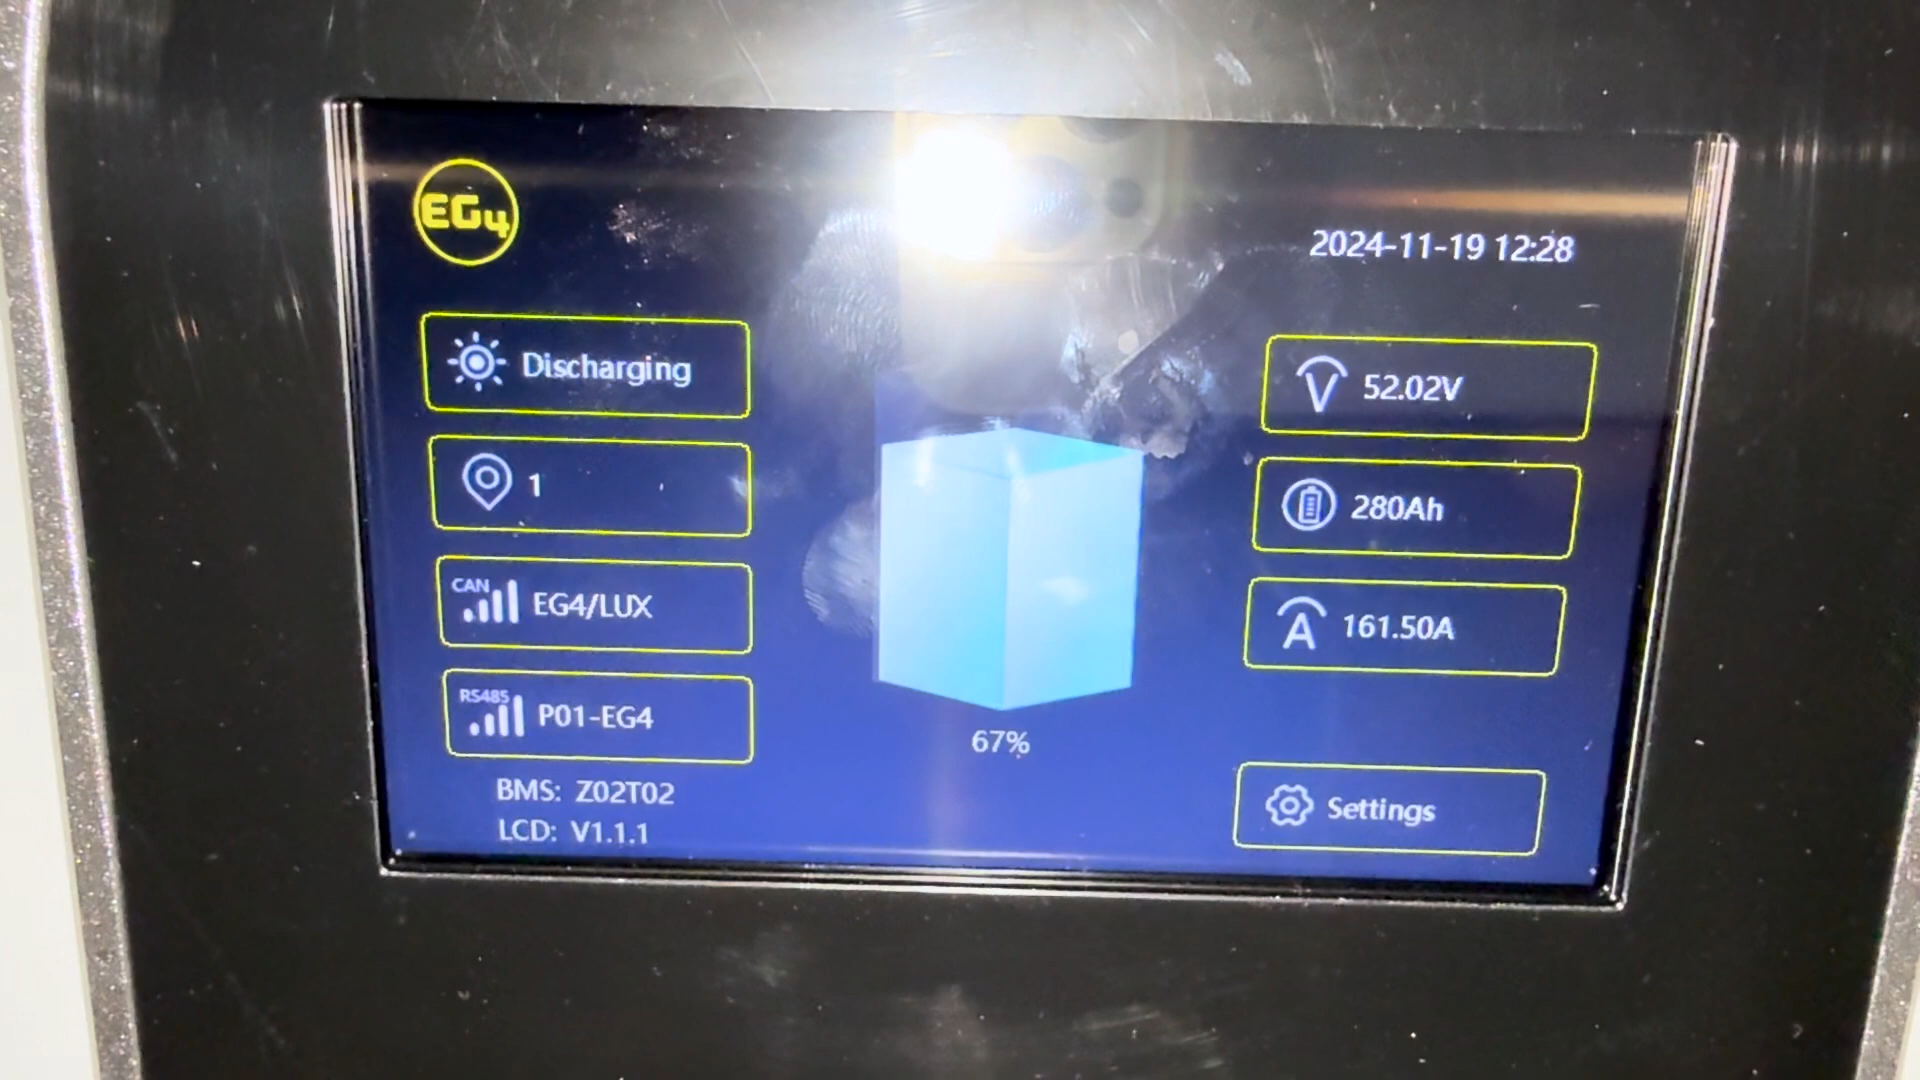 EG4
2024-11-19 12:28
Discharging
1
CAN
EG4/LUX
RS485
P01-EG4
BMS: Z02T02
LCD: V1.1.1
67%
V
52.02V
280Ah
A
161.50A
Settings